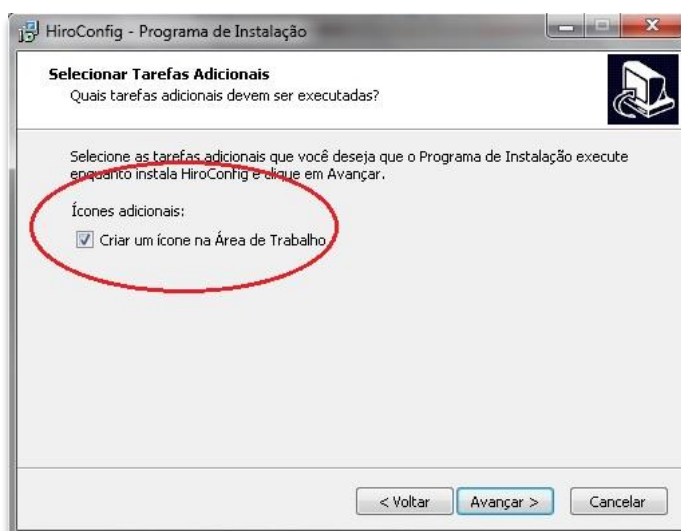 HiroConfig - Programa de Instalação
Selecionar Tarefas Adicionais
Quais tarefas adicionais devem ser executadas?
Selecione as tarefas adicionais que você deseja que o Programa de Instalação execute
enquanto instala HiroConfig e clique em Avançar.
Ícones adicionais:
Criar um ícone na Área de Trabalho
< Voltar
Avançar >
Cancelar